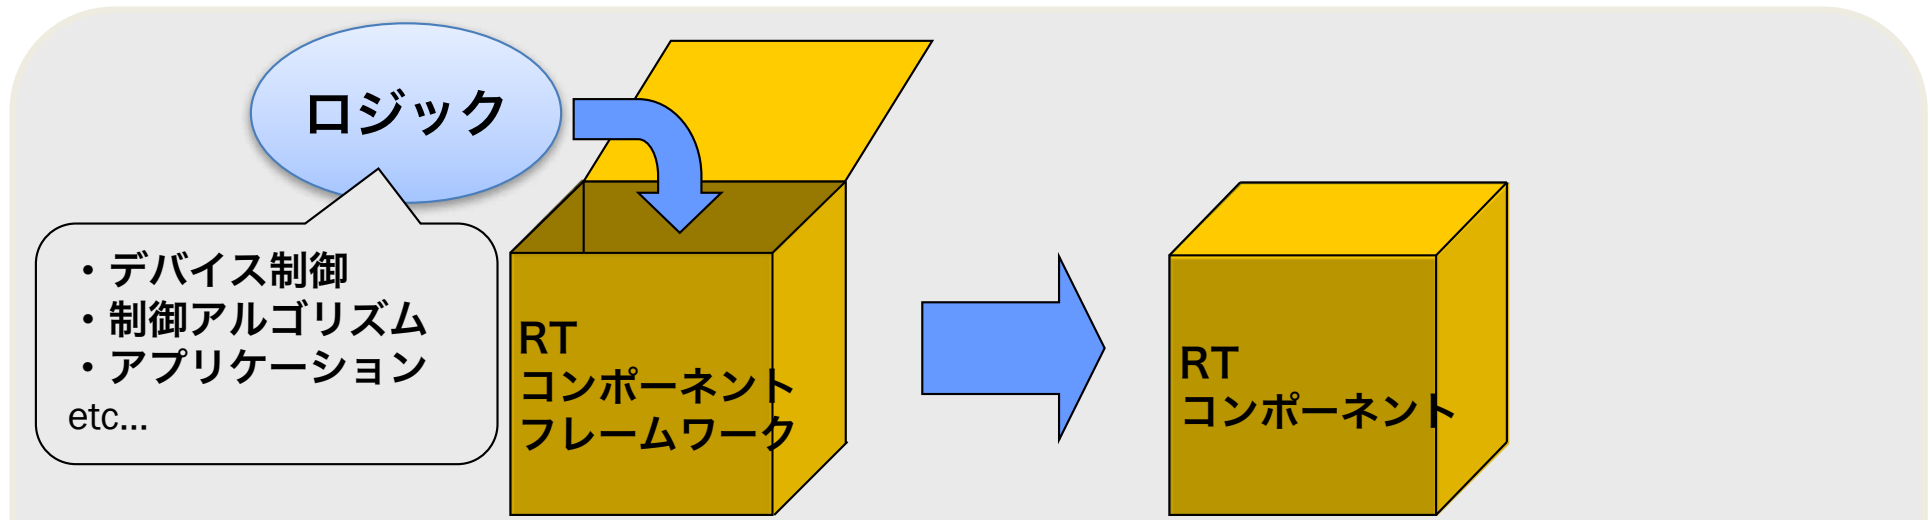 ロジック
・デバイス制御
・制御アルゴリズム
・アプリケーション
etc...
RT
コンポーネント
フレームワーク
RT
コンポーネント